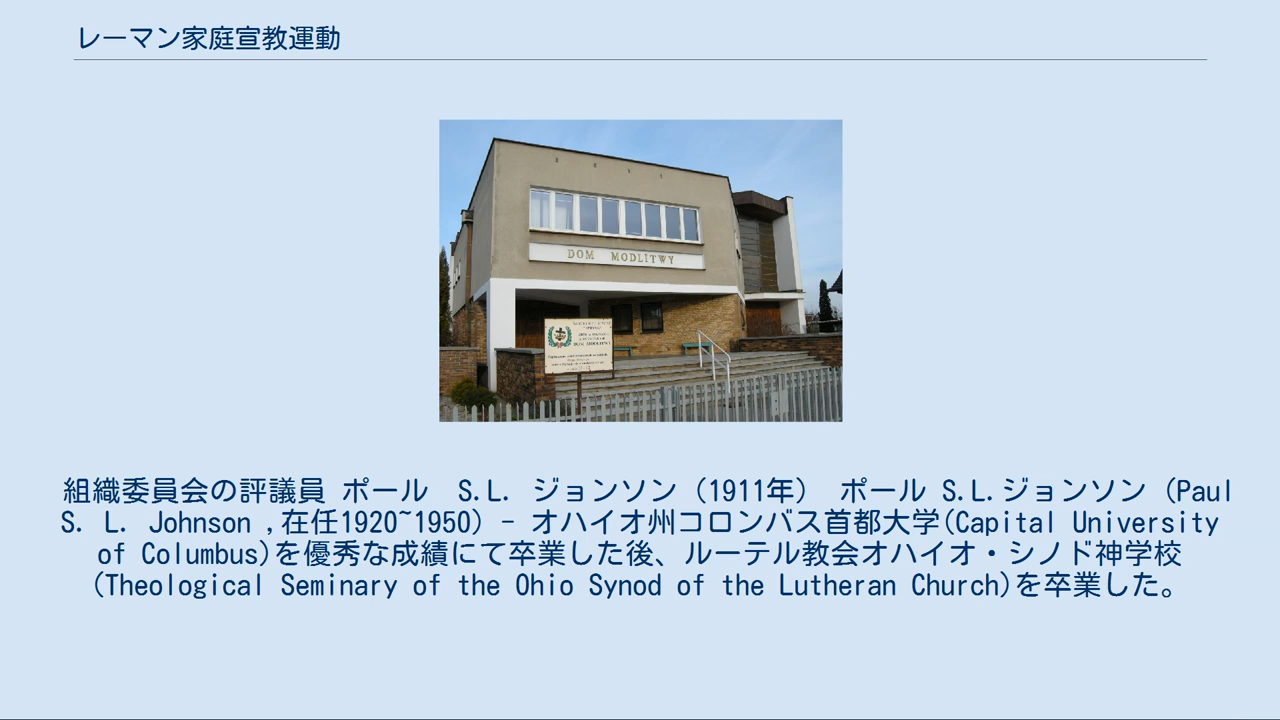 レーマン家庭宣教運動
DOM MODLITWY
DOM MODLITWY
組織委員会の評議員 ポール　S.L. ジョンソン（1911年） ポール S.L.ジョンソン（Paul
S. L. Johnson ,在任1920~1950）- オハイオ州コロンバス首都大学(Capital University
of Columbus)を優秀な成績にて卒業した後、ルーテル教会オハイオ・シノド神学校
(Theological Seminary of the Ohio Synod of the Lutheran Church)を卒業した。